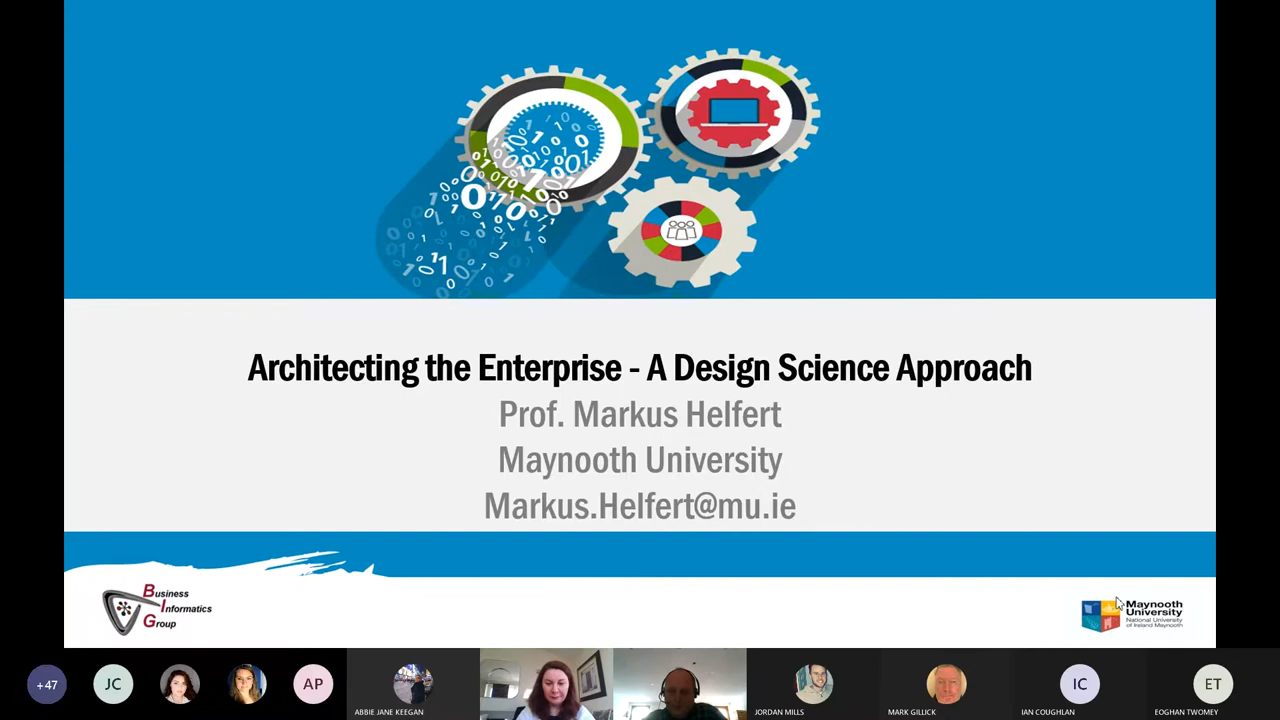 Architecting the Enterprise - A Design Science Approach
Prof. Markus Helfert
Maynooth University
Markus.Helfert@mu.ie
Business
Informatics
Group
Maynooth
University
National University
of Ireland Maynooth
+47
JC
AP
ABBIE JANE KEEGAN
JORDAN MILLS
MARK GILLICK
IC
IAN COUGHLAN
ET
EOGHAN TWOMEY